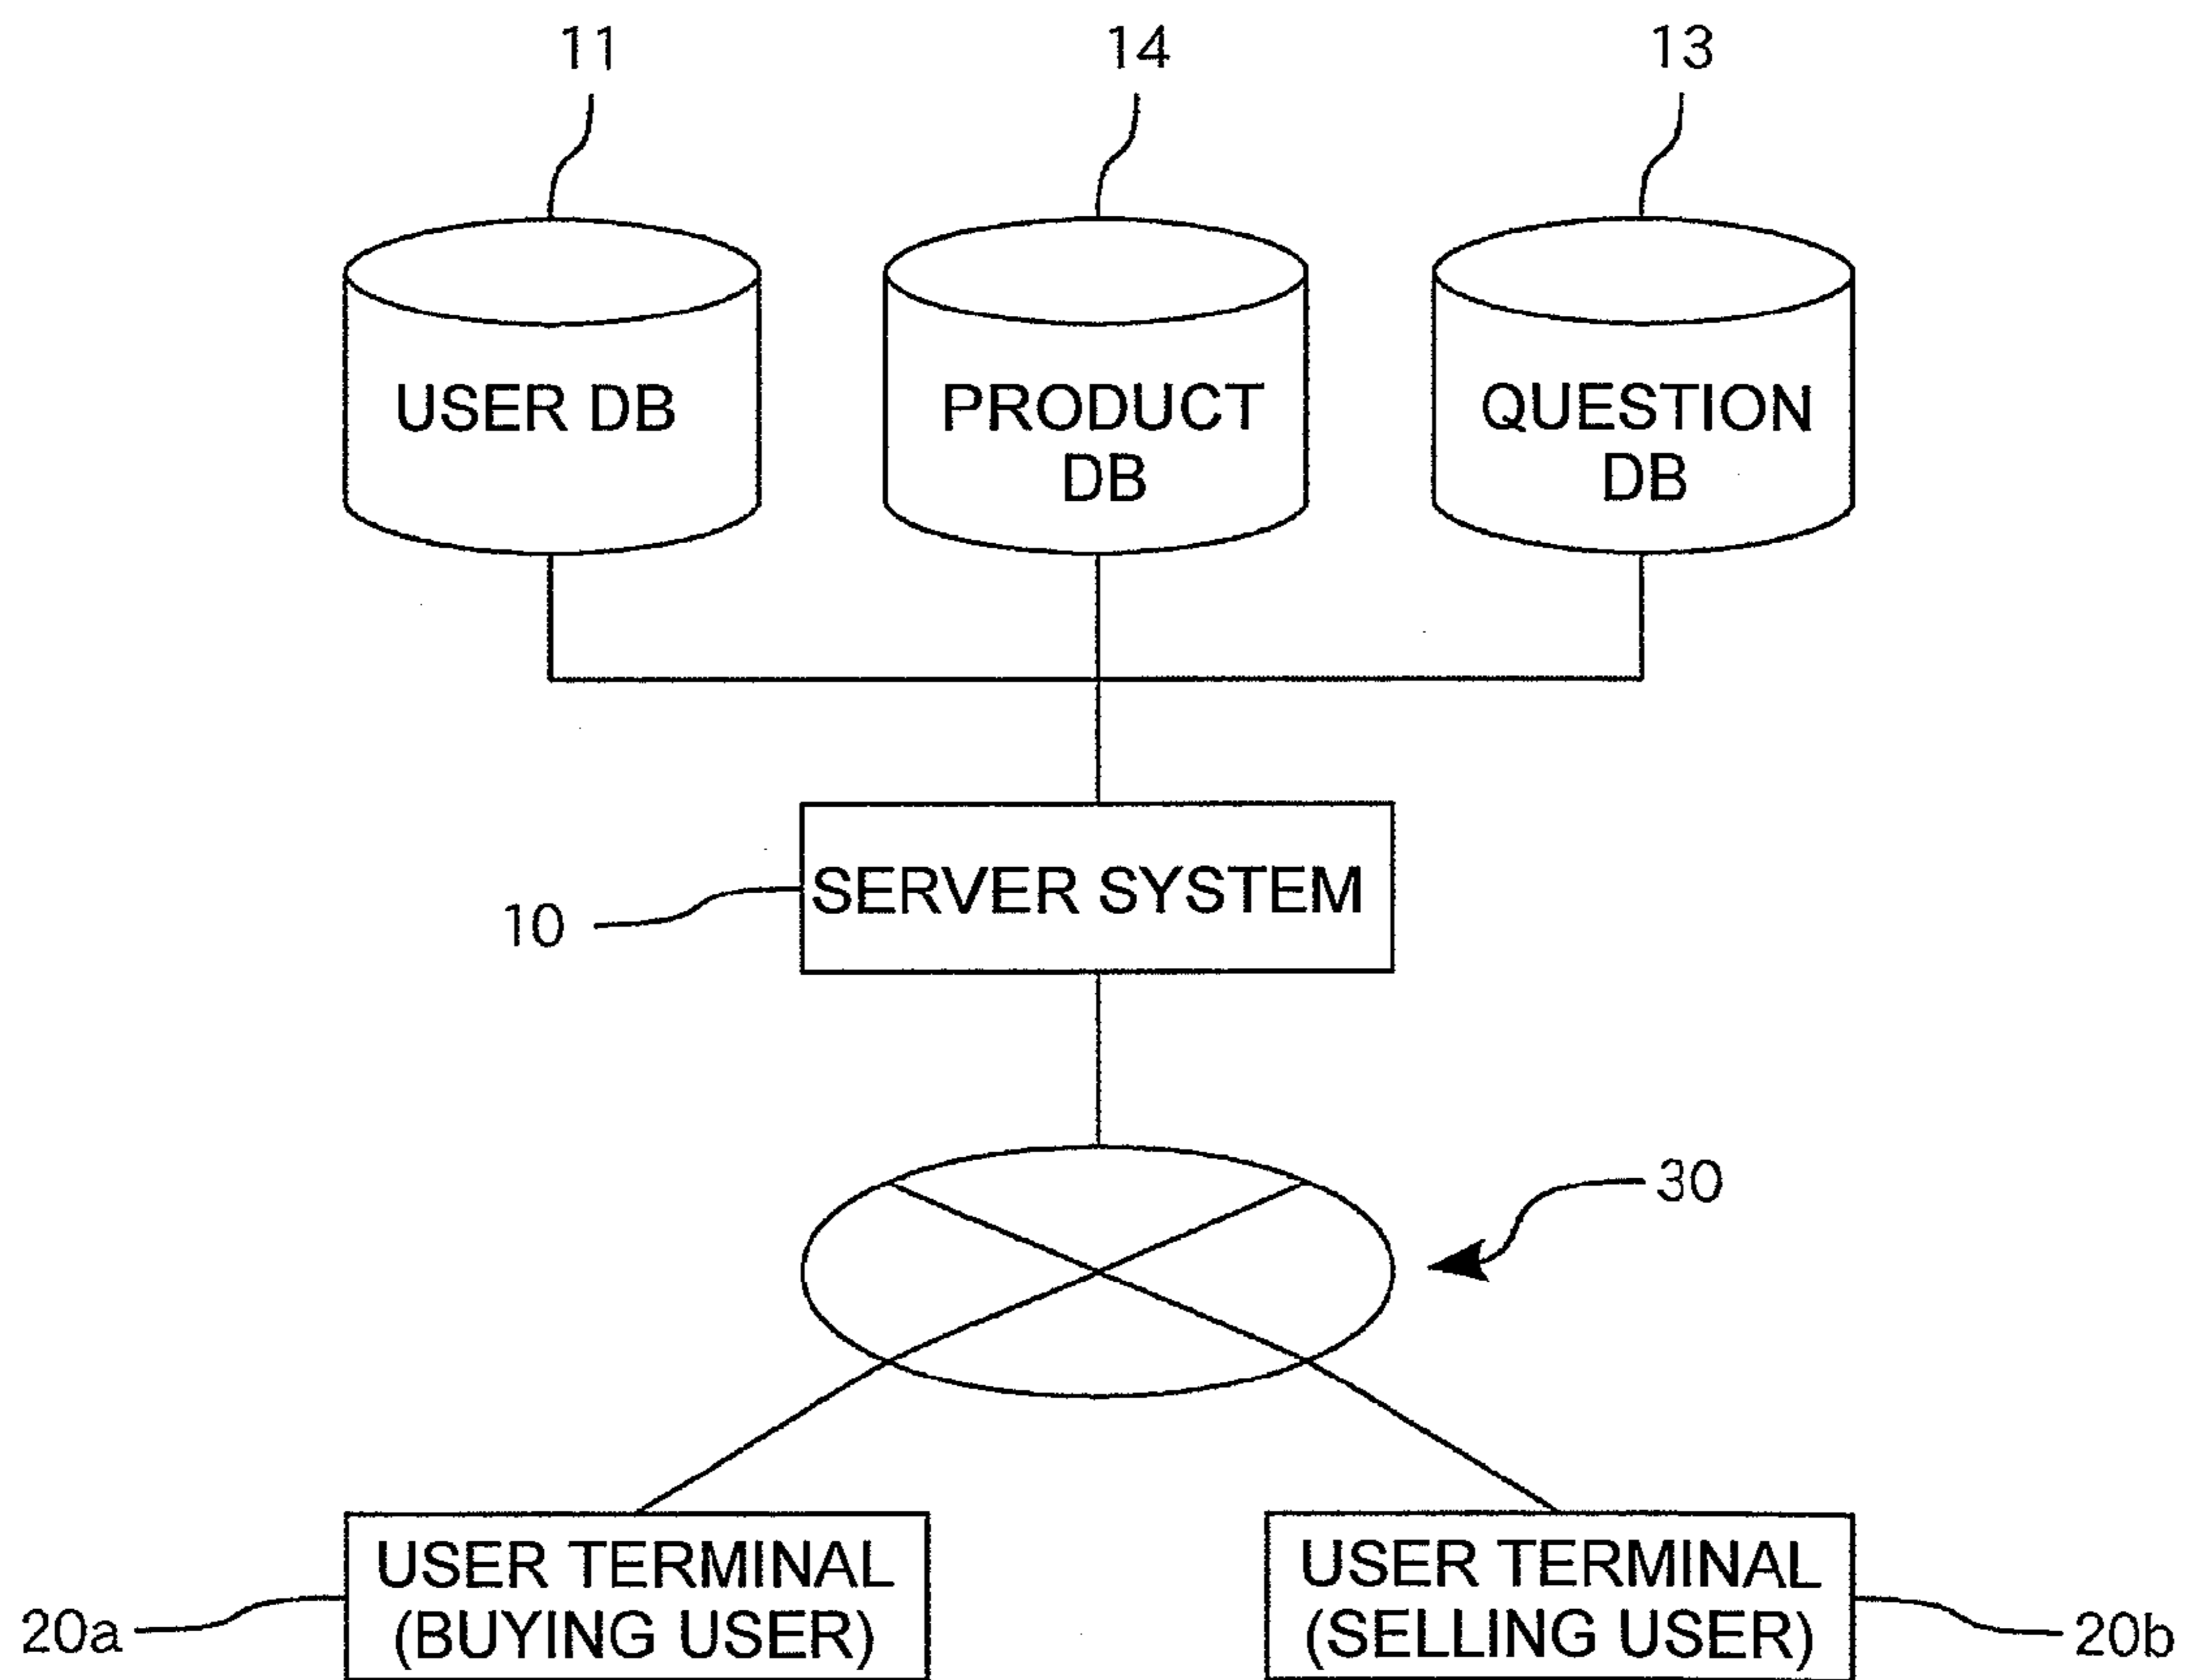 11
14
13
USER DB
PRODUCT
DB
QUESTION
DB
SERVER SYSTEM
10
30
USER TERMINAL
(BUYING USER)
USER TERMINAL
(SELLING USER)
20a
20b